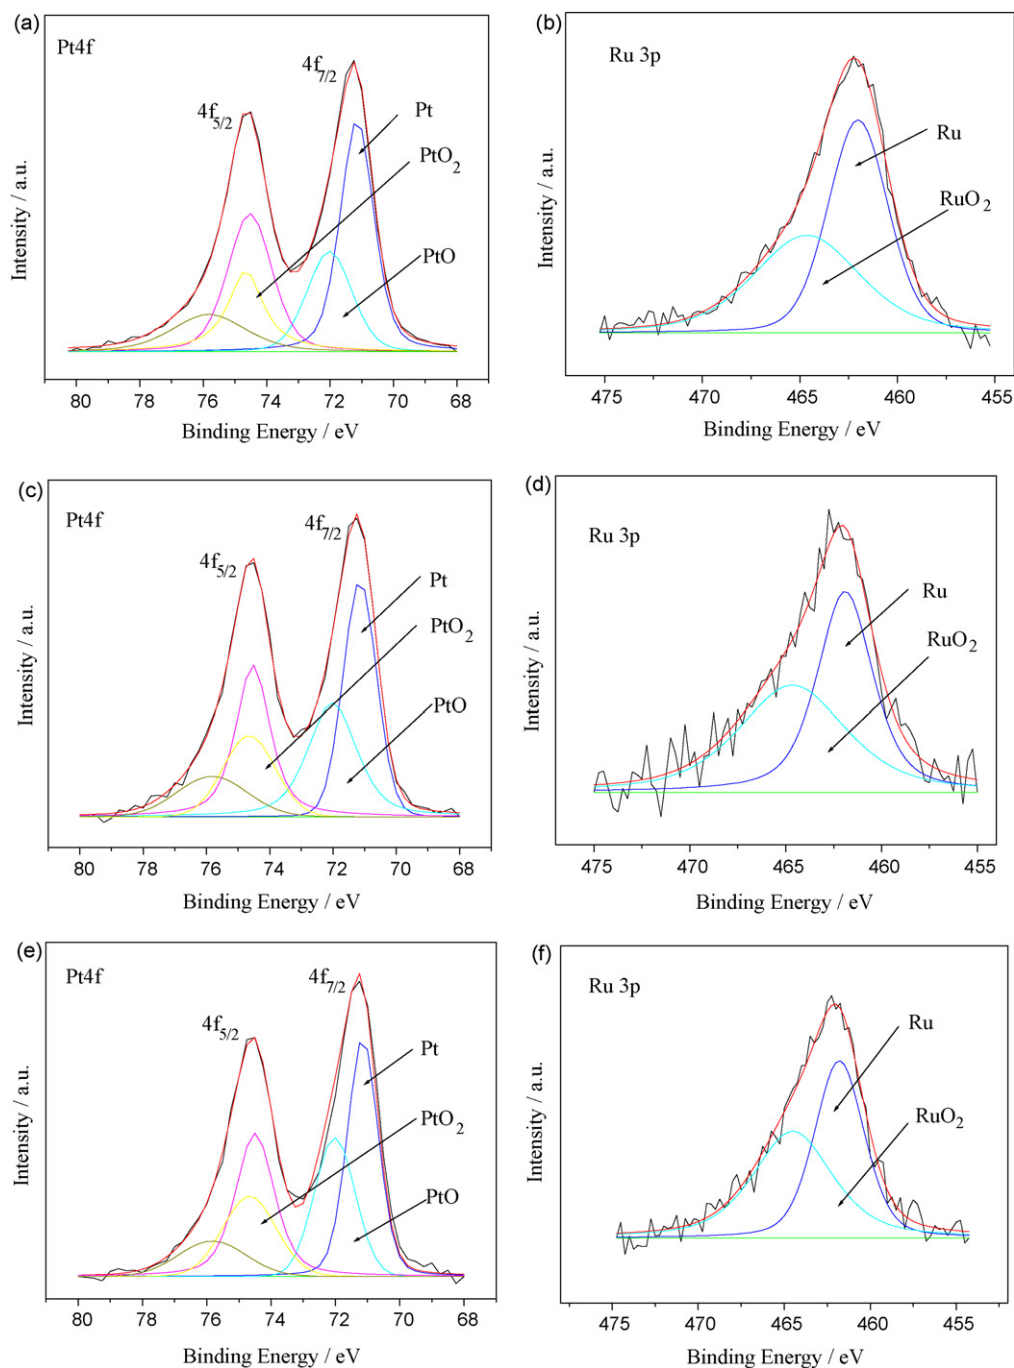 (a)
Pt4f
4f5/2
4f7/2
Pt
PtO2
PtO
Intensity / a.u.
80 78 76 74 72 70 68
Binding Energy / eV
(b)
Ru 3p
Ru
RuO2
Intensity / a.u.
475 470 465 460 455
Binding Energy / eV
(c)
Pt4f
4f5/2
4f7/2
Pt
PtO2
PtO
Intensity / a.u.
80 78 76 74 72 70 68
Binding Energy / eV
(d)
Ru 3p
Ru
RuO2
Intensity / a.u.
475 470 465 460 455
Binding Energy / eV
(e)
Pt4f
4f5/2
4f7/2
Pt
PtO2
PtO
Intensity / a.u.
80 78 76 74 72 70 68
Binding Energy / eV
(f)
Ru 3p
Ru
RuO2
Intensity / a.u.
475 470 465 460 455
Binding Energy / eV